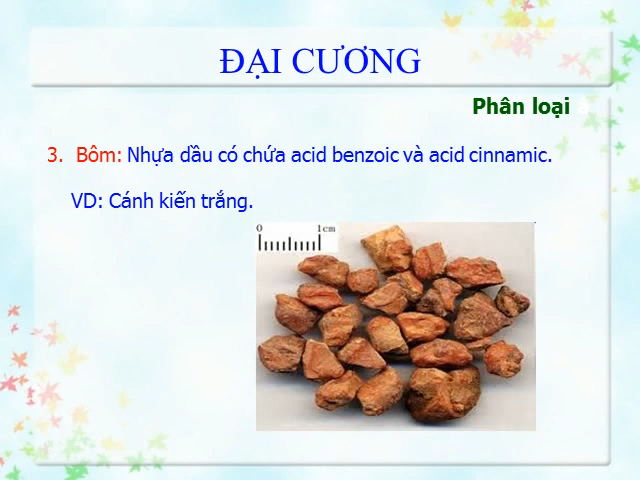 ĐẠI CƯƠNG
Phân loại
3. Bôm: Nhựa dầu có chứa acid benzoic và acid cinnamic.
VD: Cánh kiến trắng.
0 1cm